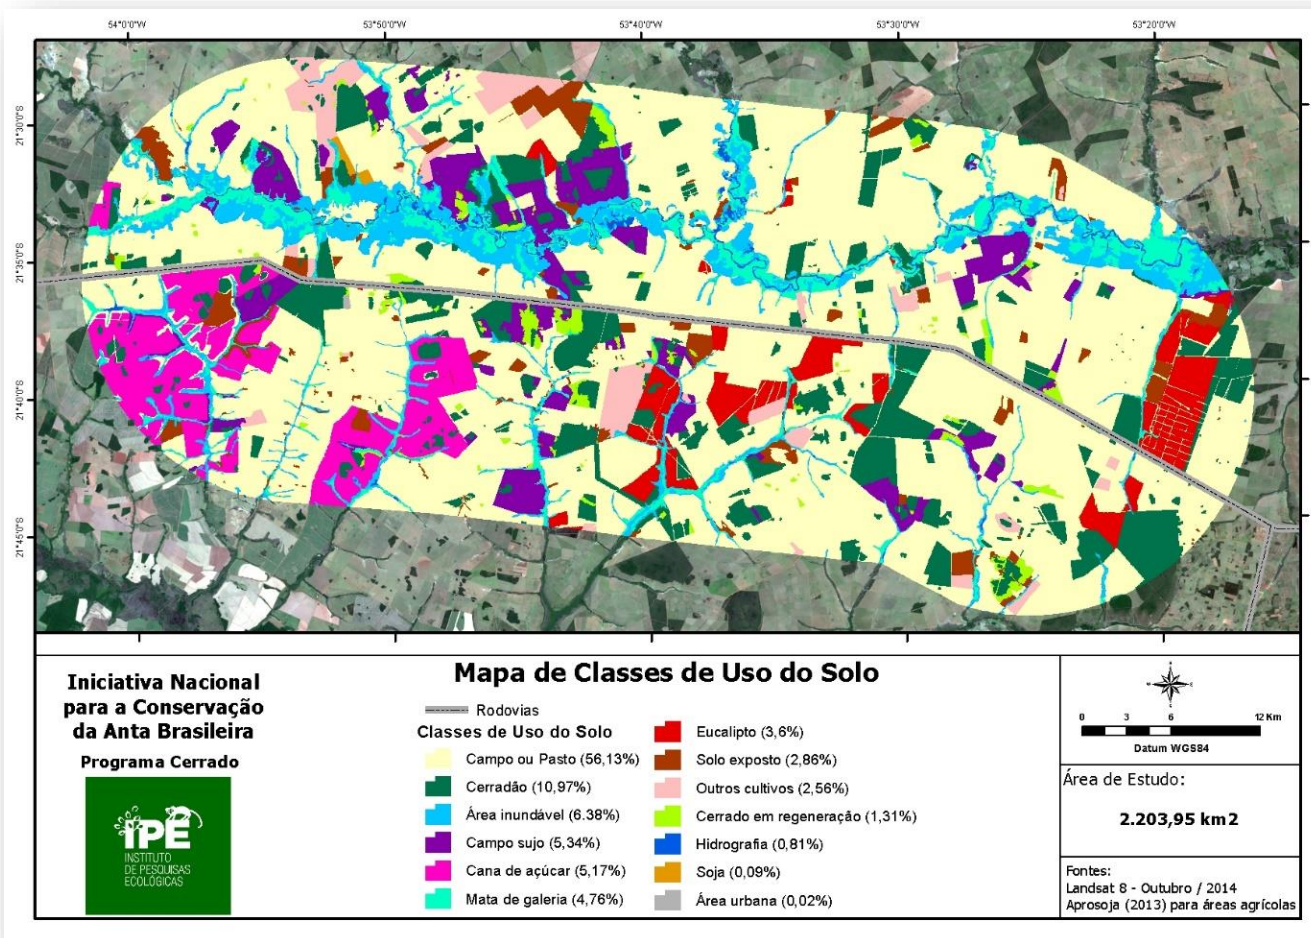 54°0'0"W
53°50'0"W
53°40'0"W
53°30'0"W
53°20'0"W
21°30'0"S
21°35'0"S
21°40'0"S
21°45'0"S
Iniciativa Nacional
para a Conservação
da Anta Brasileira
Programa Cerrado
IPÊ
INSTITUTO
DE PESQUISAS
ECOLÓGICAS
Mapa de Classes de Uso do Solo
Rodovias
Classes de Uso do Solo
Campo ou Pasto (56,13%)
Cerradão (10,97%)
Área inundável (6.38%)
Campo sujo (5,34%)
Cana de açúcar (5,17%)
Mata de galeria (4,76%)
Eucalipto (3,6%)
Solo exposto (2,86%)
Outros cultivos (2,56%)
Cerrado em regeneração (1,31%)
Hidrografia (0,81%)
Soja (0,09%)
Área urbana (0,02%)
0 3 6 12 Km
Datum WGS84
Área de Estudo:
2.203,95 km2
Fontes:
Landsat 8 - Outubro / 2014
Aprosoja (2013) para áreas agrícolas